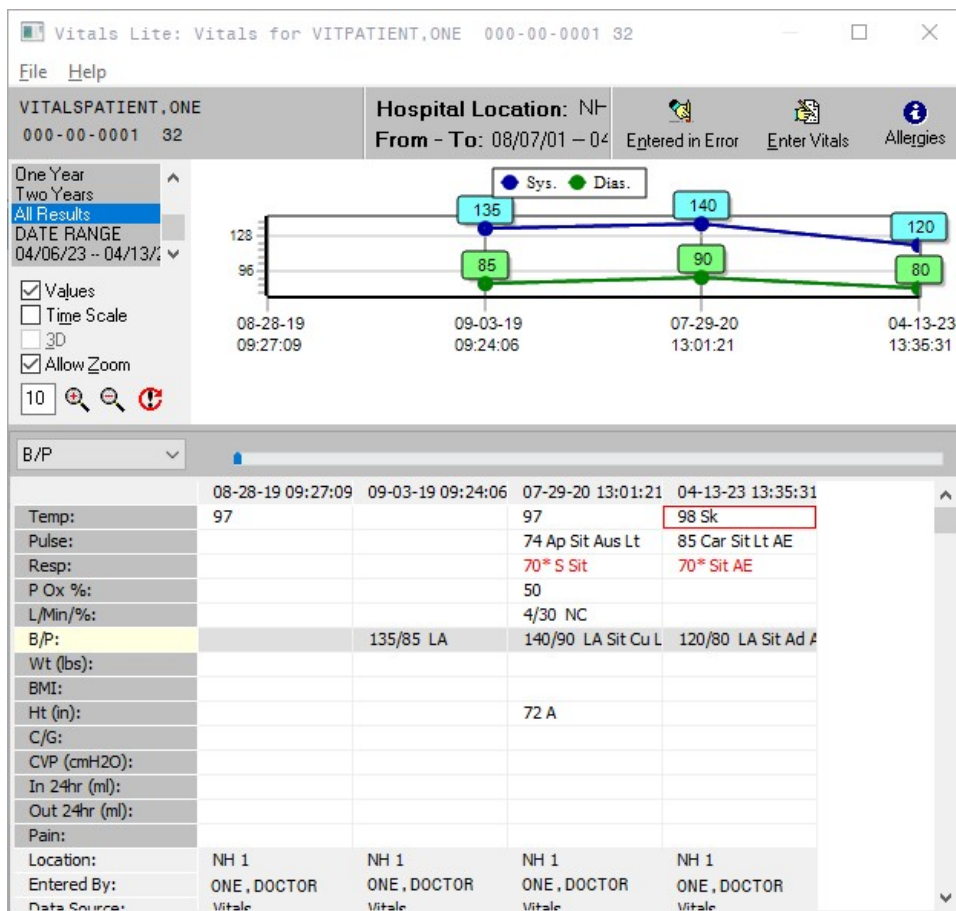 Vitals Lite: Vitals for VITPATIENT,ONE 000-00-0001 32
File Help
VITALSPATIENT,ONE
000-00-0001 32
Hospital Location: NH
From - To: 08/07/01 – 04
Entered in Error
Enter Vitals
Allergies
One Year
Two Years
All Results
DATE RANGE
04/06/23 -- 04/13/2
Values
Time Scale
3D
Allow Zoom
10
Sys. Dias.
135 140 120
128
85 90 80
96
08-28-19 09-03-19 07-29-20 04-13-23
09:27:09 09:24:06 13:01:21 13:35:31
B/P
08-28-19 09:27:09 09-03-19 09:24:06 07-29-20 13:01:21 04-13-23 13:35:31
Temp: 97 97 98 Sk
Pulse: 74 Ap Sit Aus Lt 85 Car Sit Lt AE
Resp: 70* S Sit 70* Sit AE
P Ox %: 50
L/Min/%: 4/30 NC
B/P: 135/85 LA 140/90 LA Sit Cu L 120/80 LA Sit Ad A
Wt (lbs):
BMI:
Ht (in): 72 A
C/G:
CVP (cmH2O):
In 24hr (ml):
Out 24hr (ml):
Pain:
Location: NH 1 NH 1 NH 1 NH 1
Entered By: ONE,DOCTOR ONE,DOCTOR ONE,DOCTOR ONE,DOCTOR
Data Source: Vitals Vitals Vitals Vitals